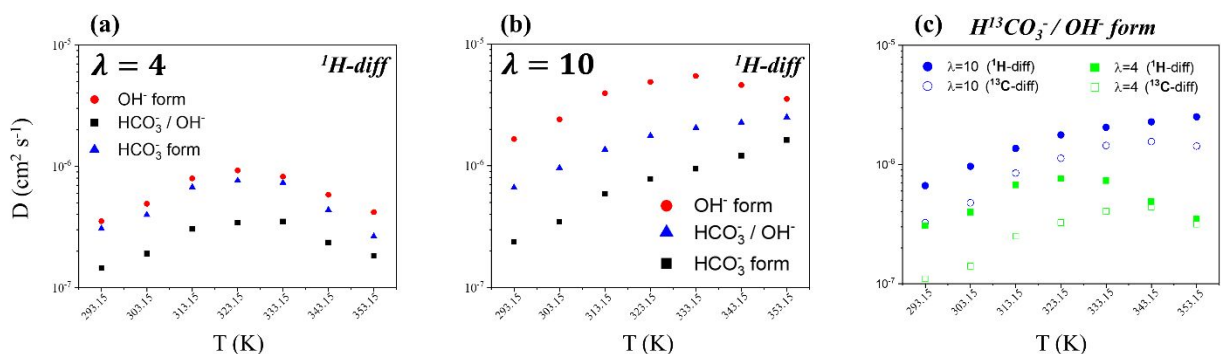 (a)
λ = 4
¹H-diff
OH⁻ form
HCO₃⁻ / OH⁻
HCO₃⁻ form
D (cm² s⁻¹)
10⁻⁵
10⁻⁶
10⁻⁷
293.15 303.15 313.15 323.15 333.15 343.15 353.15
T (K)
(b)
λ = 10
¹H-diff
OH⁻ form
HCO₃⁻ / OH⁻
HCO₃⁻ form
10⁻⁵
10⁻⁶
10⁻⁷
293.15 303.15 313.15 323.15 333.15 343.15 353.15
T (K)
(c)
H¹³CO₃⁻ / OH⁻ form
λ=10 (¹H-diff)
λ=10 (¹³C-diff)
λ=4 (¹H-diff)
λ=4 (¹³C-diff)
10⁻⁵
10⁻⁶
10⁻⁷
293.15 303.15 313.15 323.15 333.15 343.15 353.15
T (K)